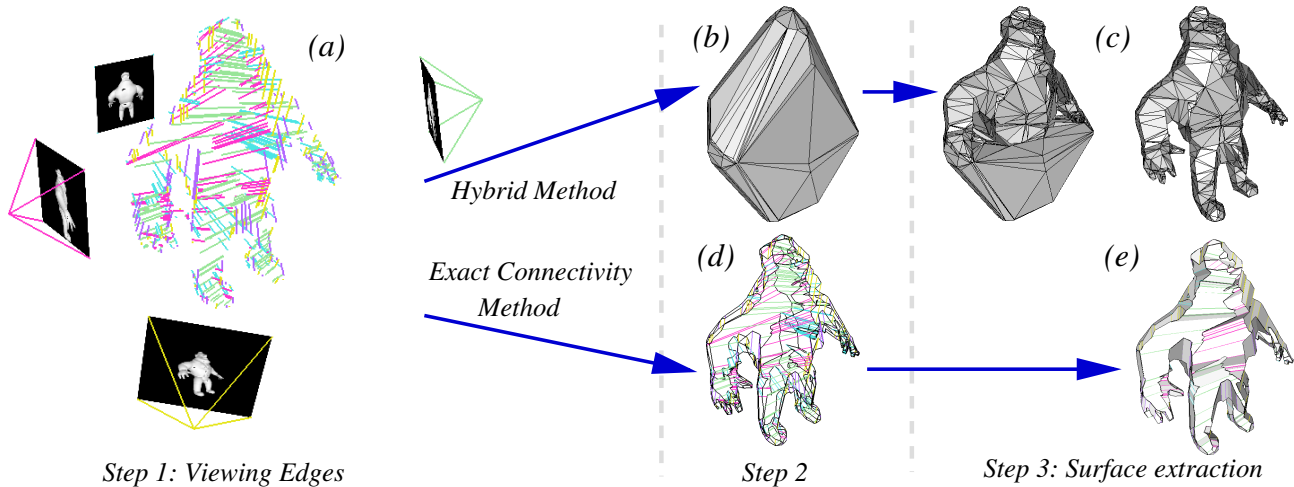 (a)
(b)
(c)
Hybrid Method
Exact Connectivity
Method
(d)
(e)
Step 1: Viewing Edges
Step 2
Step 3: Surface extraction